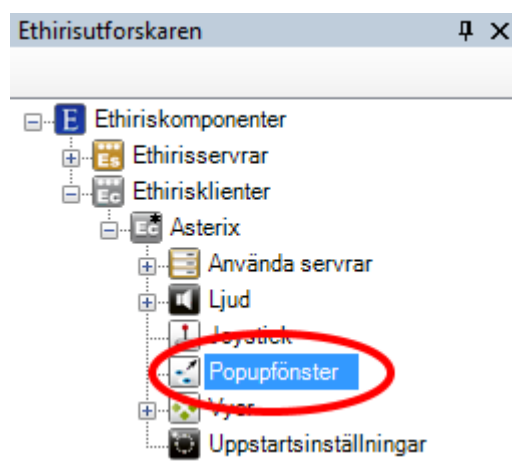 Ethirisutforskaren
Ethiriskomponenter
Ethirisservrar
Ethirisklienter
Asterix
Använda servrar
Ljud
Joystick
Popupfönster
Vyer
Uppstartsinställningar